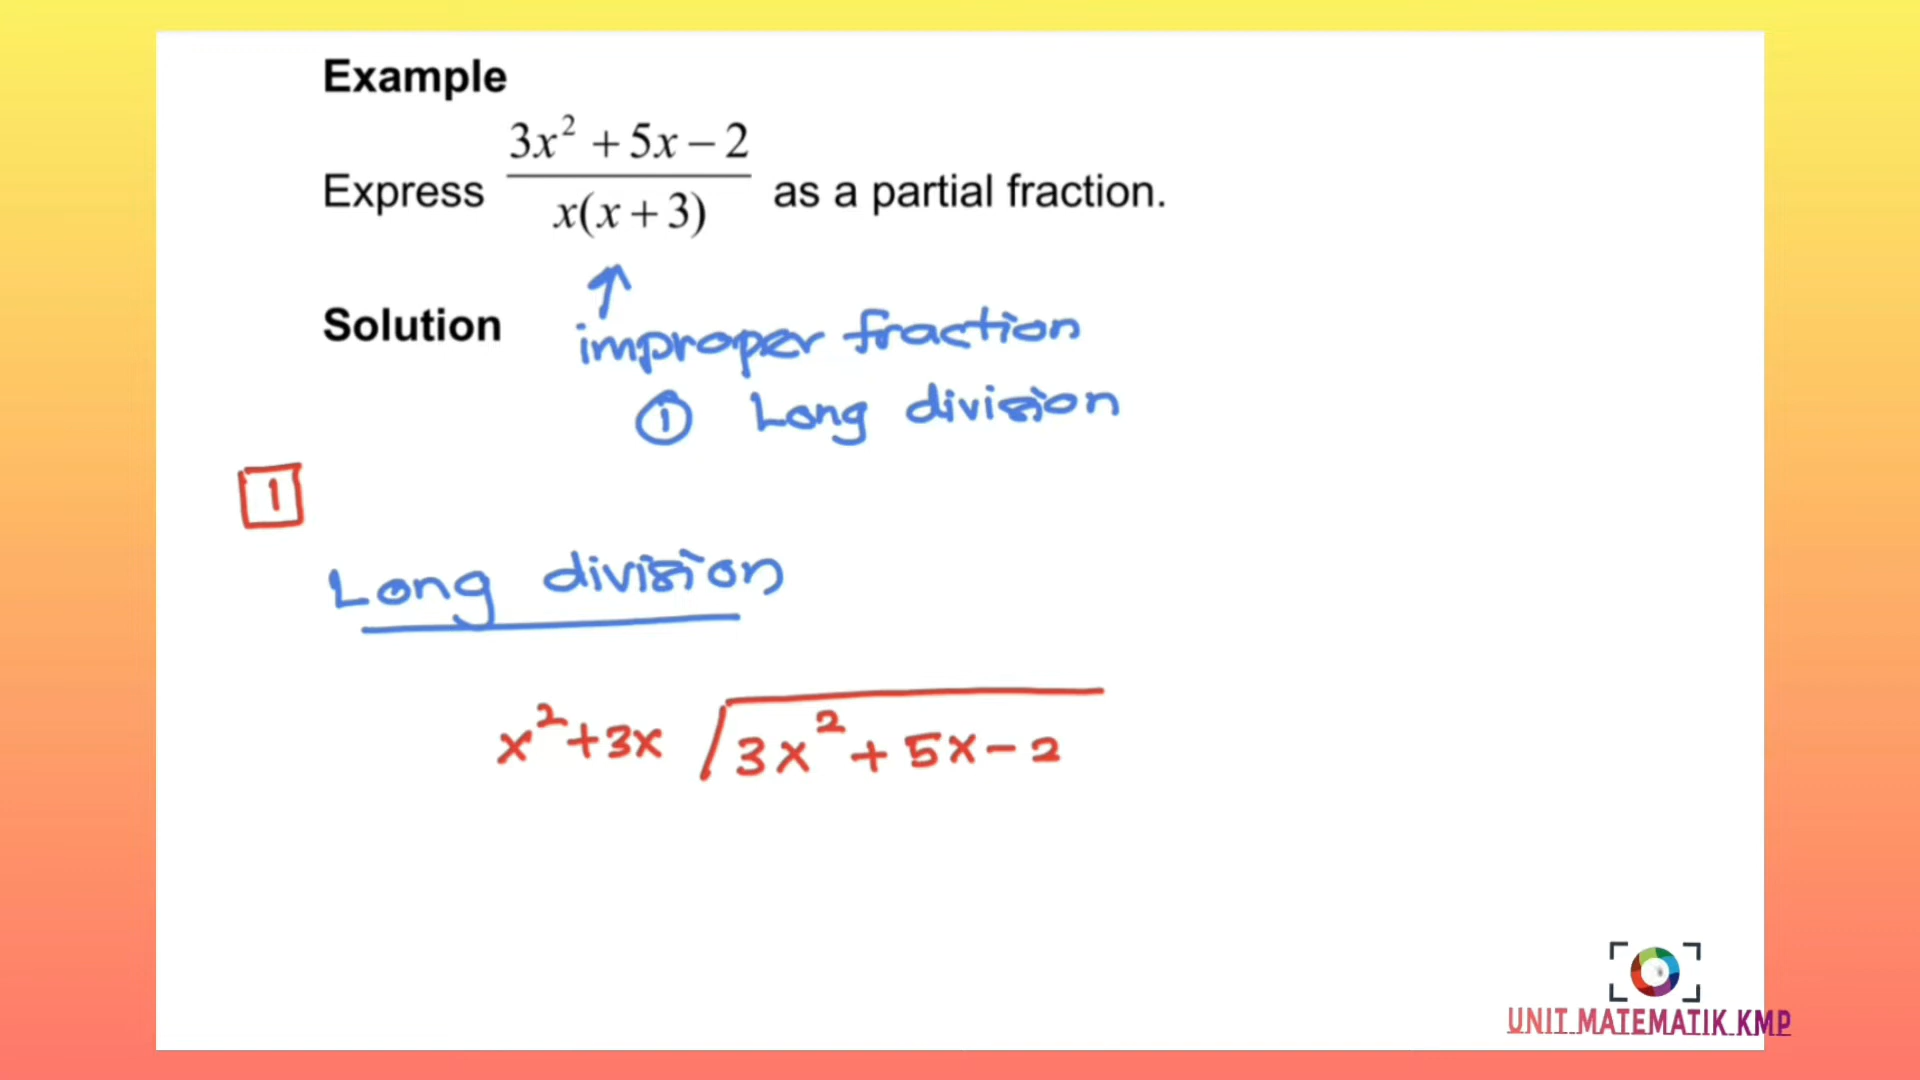 Example
Express \frac{3x^2 + 5x - 2}{x(x + 3)} as a partial fraction.
Solution
↑
improper fraction
① Long division
1
Long division
x² + 3x √(3x² + 5x - 2)
UNIT.MATEMATIK.KMP